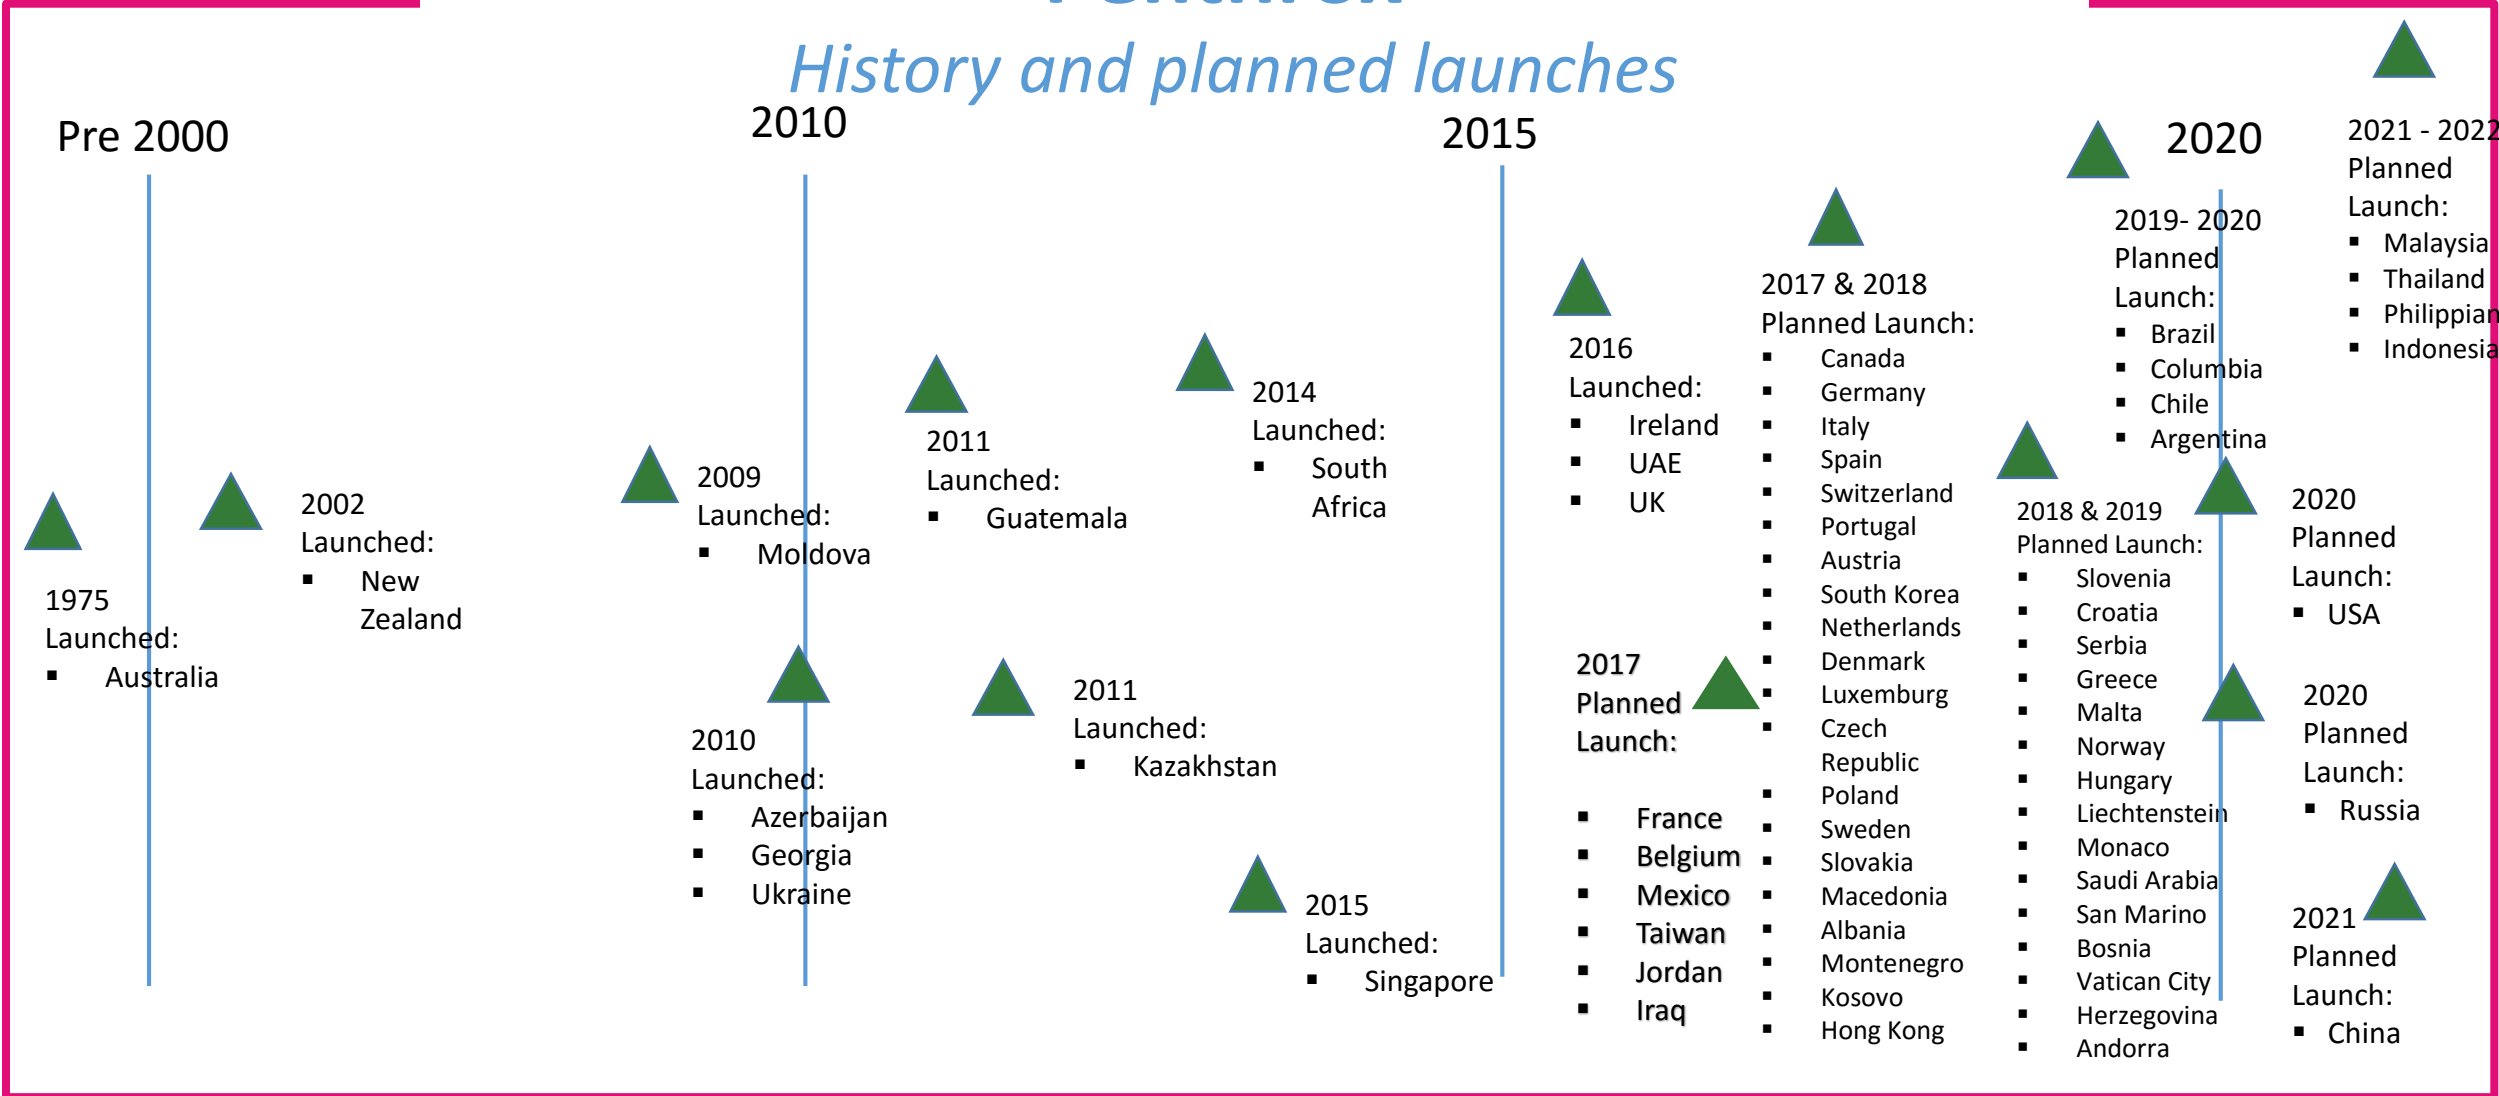 History and planned launches
Pre 2000
2010
2015
2020
1975
Launched:
Australia
2002
Launched:
New
Zealand
2009
Launched:
Moldova
2010
Launched:
Azerbaijan
Georgia
Ukraine
2011
Launched:
Guatemala
2011
Launched:
Kazakhstan
2014
Launched:
South
Africa
2015
Launched:
Singapore
2016
Launched:
Ireland
UAE
UK
2017
Planned
Launch:
France
Belgium
Mexico
Taiwan
Jordan
Iraq
2017 & 2018
Planned Launch:
Canada
Germany
Italy
Spain
Switzerland
Portugal
Austria
South Korea
Netherlands
Denmark
Luxemburg
Czech
Republic
Poland
Sweden
Slovakia
Macedonia
Albania
Montenegro
Kosovo
Hong Kong
2018 & 2019
Planned Launch:
Slovenia
Croatia
Serbia
Greece
Malta
Norway
Hungary
Liechtenstein
Monaco
Saudi Arabia
San Marino
Bosnia
Vatican City
Herzegovina
Andorra
2019- 2020
Planned
Launch:
Brazil
Columbia
Chile
Argentina
2020
Planned
Launch:
USA
2020
Planned
Launch:
Russia
2021
Planned
Launch:
China
2021 - 2022
Planned
Launch:
Malaysia
Thailand
Philippian
Indonesia